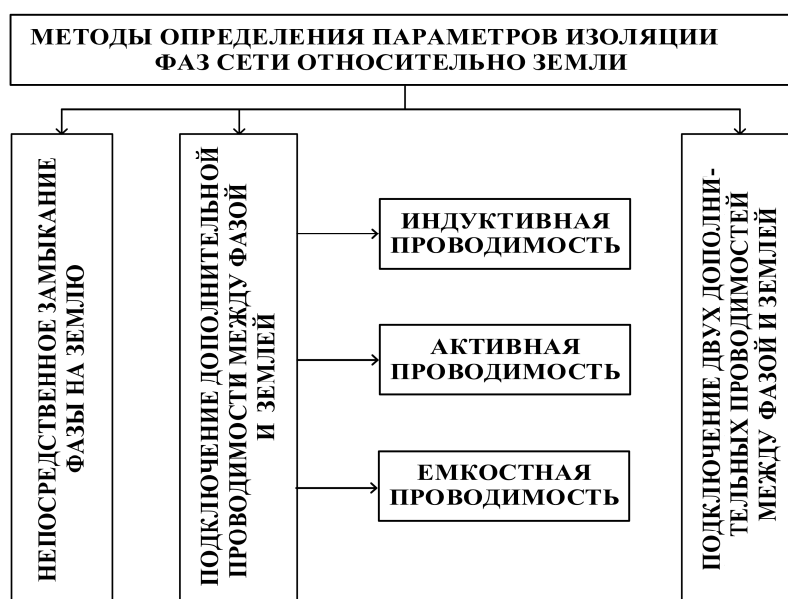 МЕТОДЫ ОПРЕДЕЛЕНИЯ ПАРАМЕТРОВ ИЗОЛЯЦИИ
ФАЗ СЕТИ ОТНОСИТЕЛЬНО ЗЕМЛИ
НЕПОСРЕДСТВЕННОЕ ЗАМЫКАНИЕ
ФАЗЫ НА ЗЕМЛЮ
ПОДКЛЮЧЕНИЕ ДОПОЛНИТЕЛЬНОЙ
ПРОВОДИМОСТИ МЕЖДУ ФАЗОЙ
И ЗЕМЛЕЙ
ИНДУКТИВНАЯ
ПРОВОДИМОСТЬ
АКТИВНАЯ
ПРОВОДИМОСТЬ
ЕМКОСТНАЯ
ПРОВОДИМОСТЬ
ПОДКЛЮЧЕНИЕ ДВУХ ДОПОЛНИ-
ТЕЛЬНЫХ ПРОВОДИМОСТЕЙ
МЕЖДУ ФАЗОЙ И ЗЕМЛЕЙ